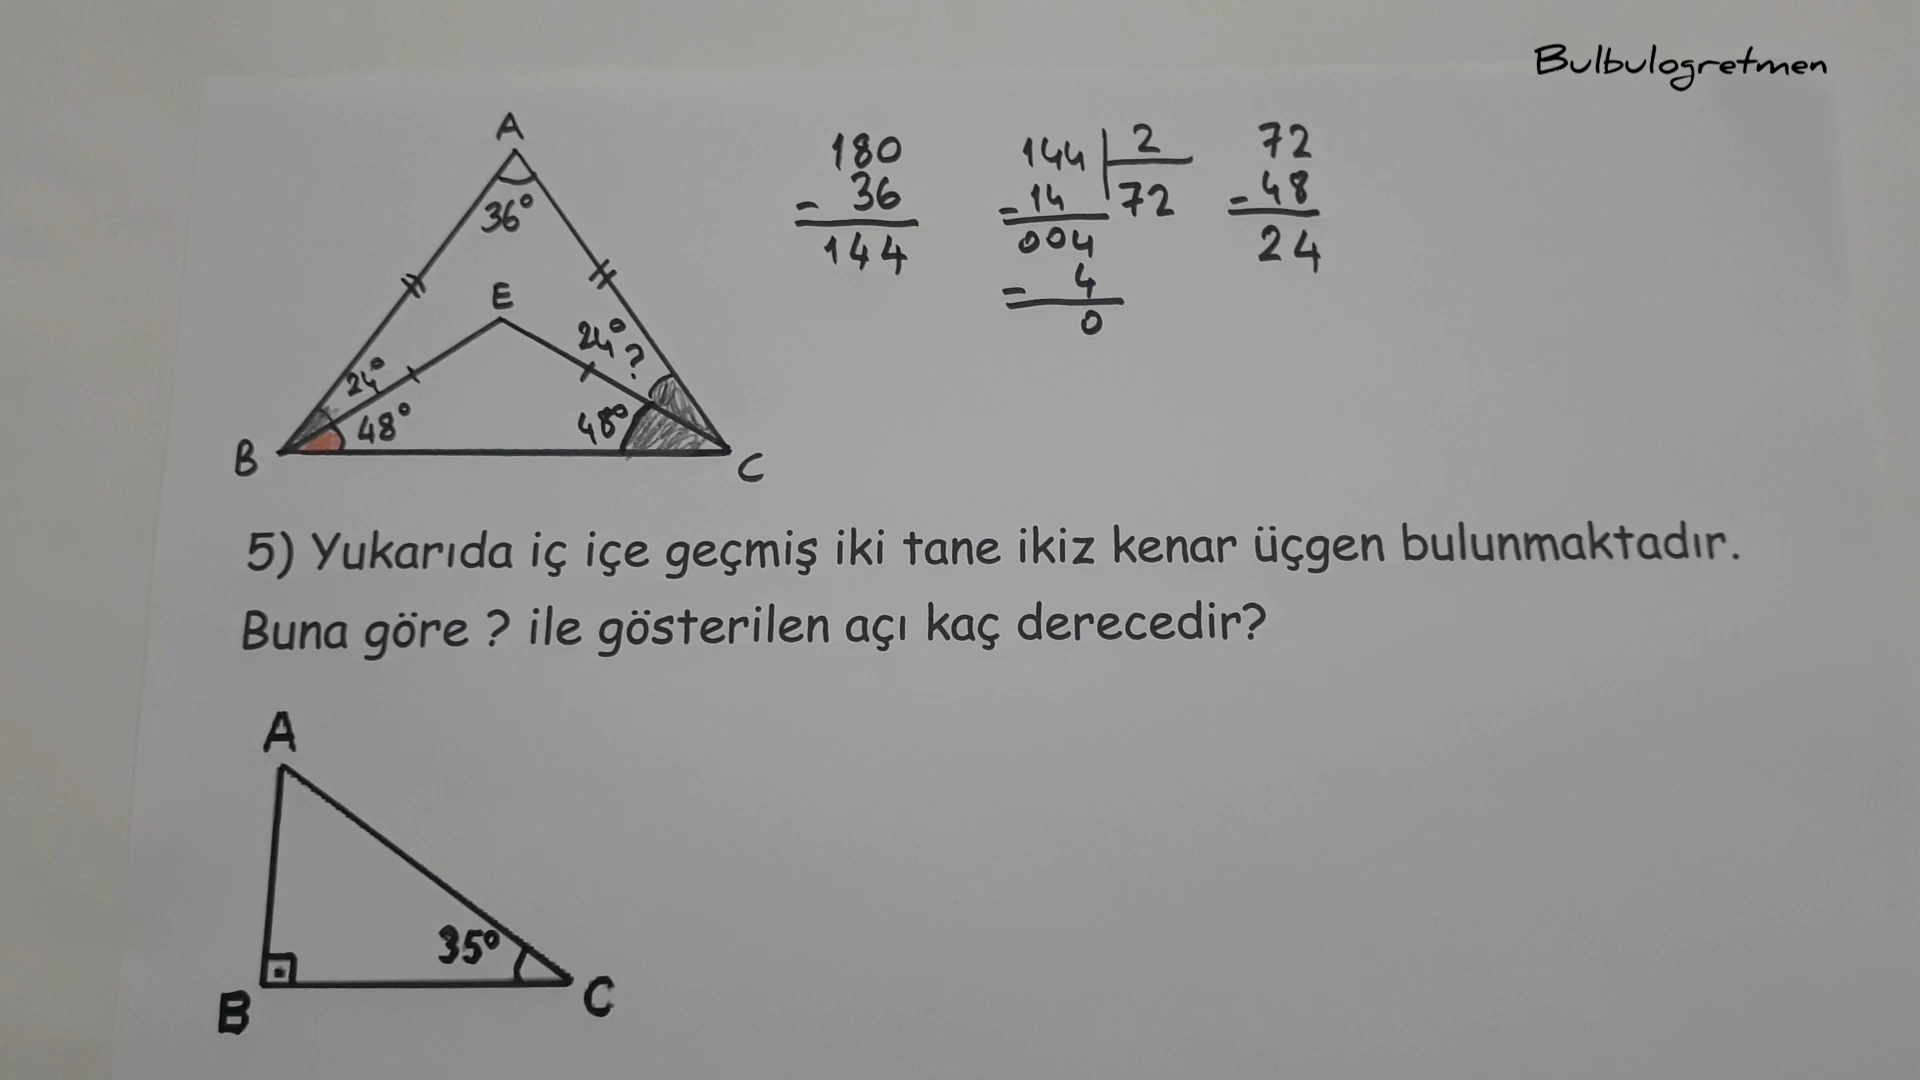 Bulbulogretmen
A
36°
E
24°
48°
24°
?
48°
B
C
180
- 36
144
144 | 2
- 14 72
004
- 4
0
72
- 48
24
5) Yukarıda iç içe geçmiş iki tane ikiz kenar üçgen bulunmaktadır.
Buna göre ? ile gösterilen açı kaç derecedir?
A
35°
B
C